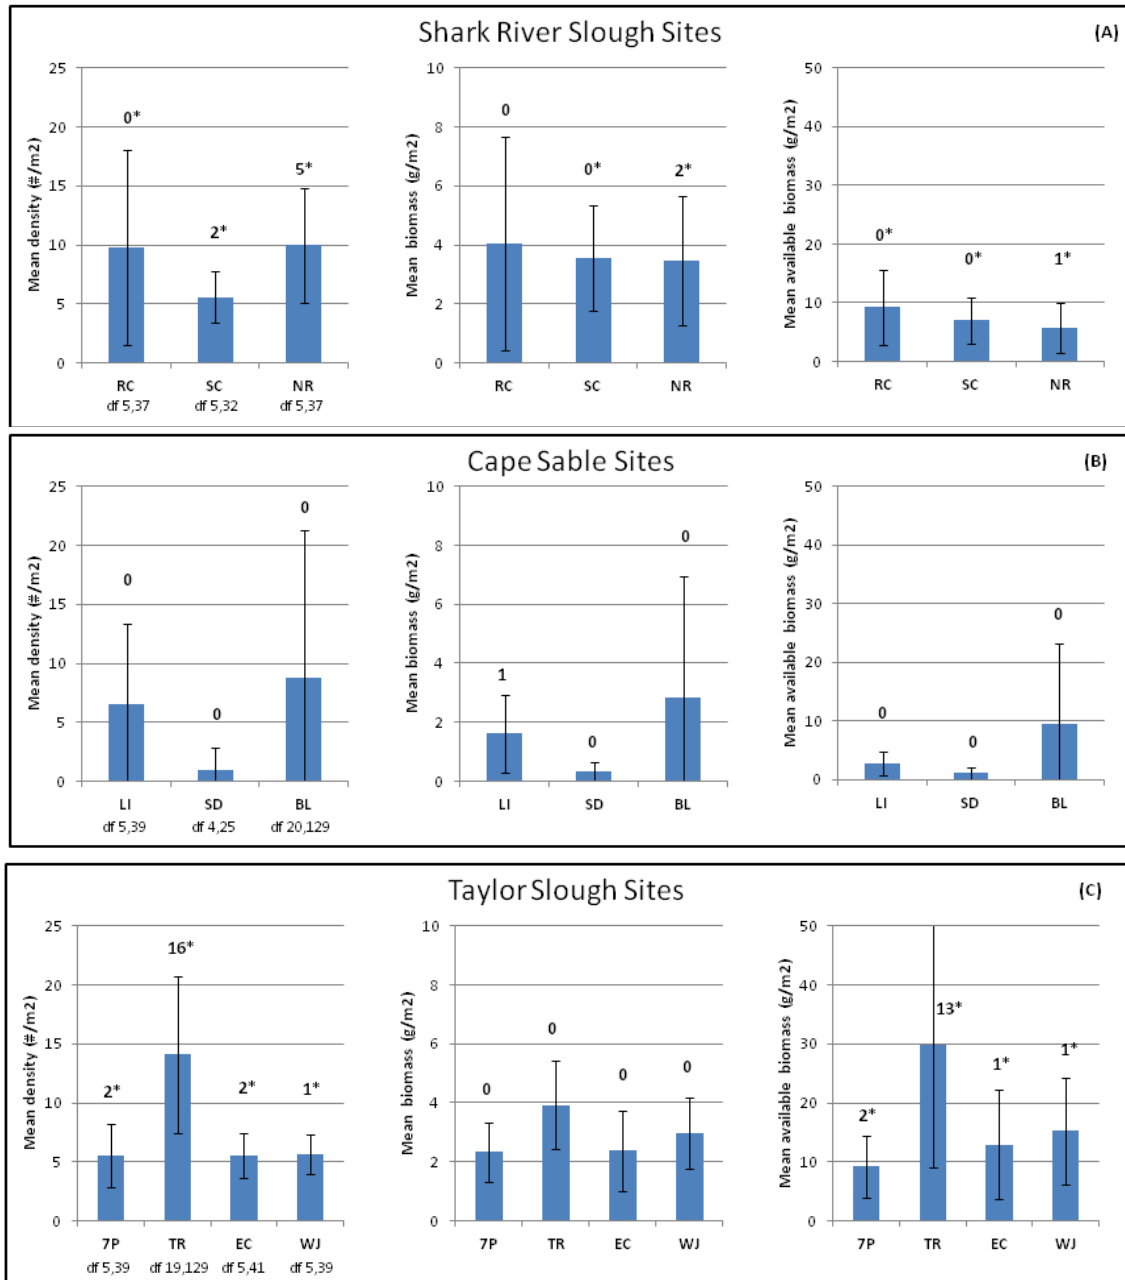 Shark River Slough Sites
(A)
Mean density (#/m2)
25
20
15
10
5
0
0*
2*
5*
RC
SC
NR
df 5,37
df 5,32
df 5,37
Mean biomass (g/m2)
10
8
6
4
2
0
0
0*
2*
RC
SC
NR
Mean available biomass (g/m2)
50
40
30
20
10
0
0*
0*
1*
RC
SC
NR
Cape Sable Sites
(B)
Mean density (#/m2)
25
20
15
10
5
0
0
0
0
LI
SD
BL
df 5,39
df 4,25
df 20,129
Mean biomass (g/m2)
10
8
6
4
2
0
1
0
0
LI
SD
BL
Mean available biomass (g/m2)
50
40
30
20
10
0
0
0
0
LI
SD
BL
Taylor Slough Sites
(C)
Mean density (#/m2)
25
20
15
10
5
0
2*
16*
2*
1*
7P
TR
EC
WJ
df 5,39
df 19,129
df 5,41
df 5,39
Mean biomass (g/m2)
10
8
6
4
2
0
0
0
0
0
7P
TR
EC
WJ
Mean available biomass (g/m2)
50
40
30
20
10
0
2*
13*
1*
1*
7P
TR
EC
WJ